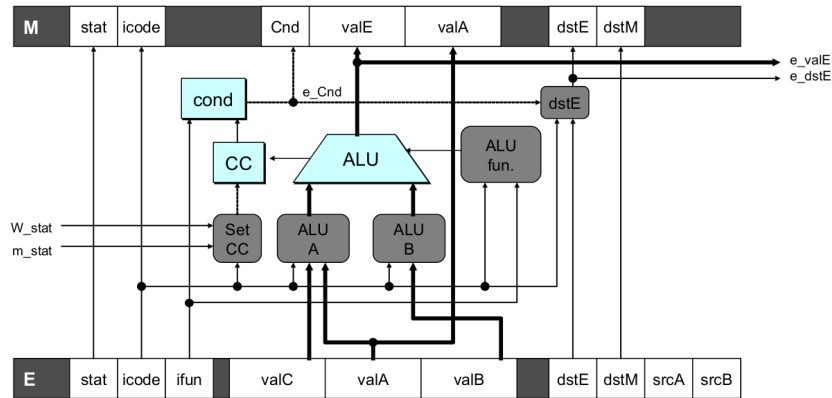 M stat icode Cnd valE valA dstE dstM
e_valE
e_dstE
cond e_Cnd dstE
CC ALU ALU
fun.
W_stat
m_stat
Set
CC
ALU
A
ALU
B
E stat icode ifun valC valA valB dstE dstM srcA srcB